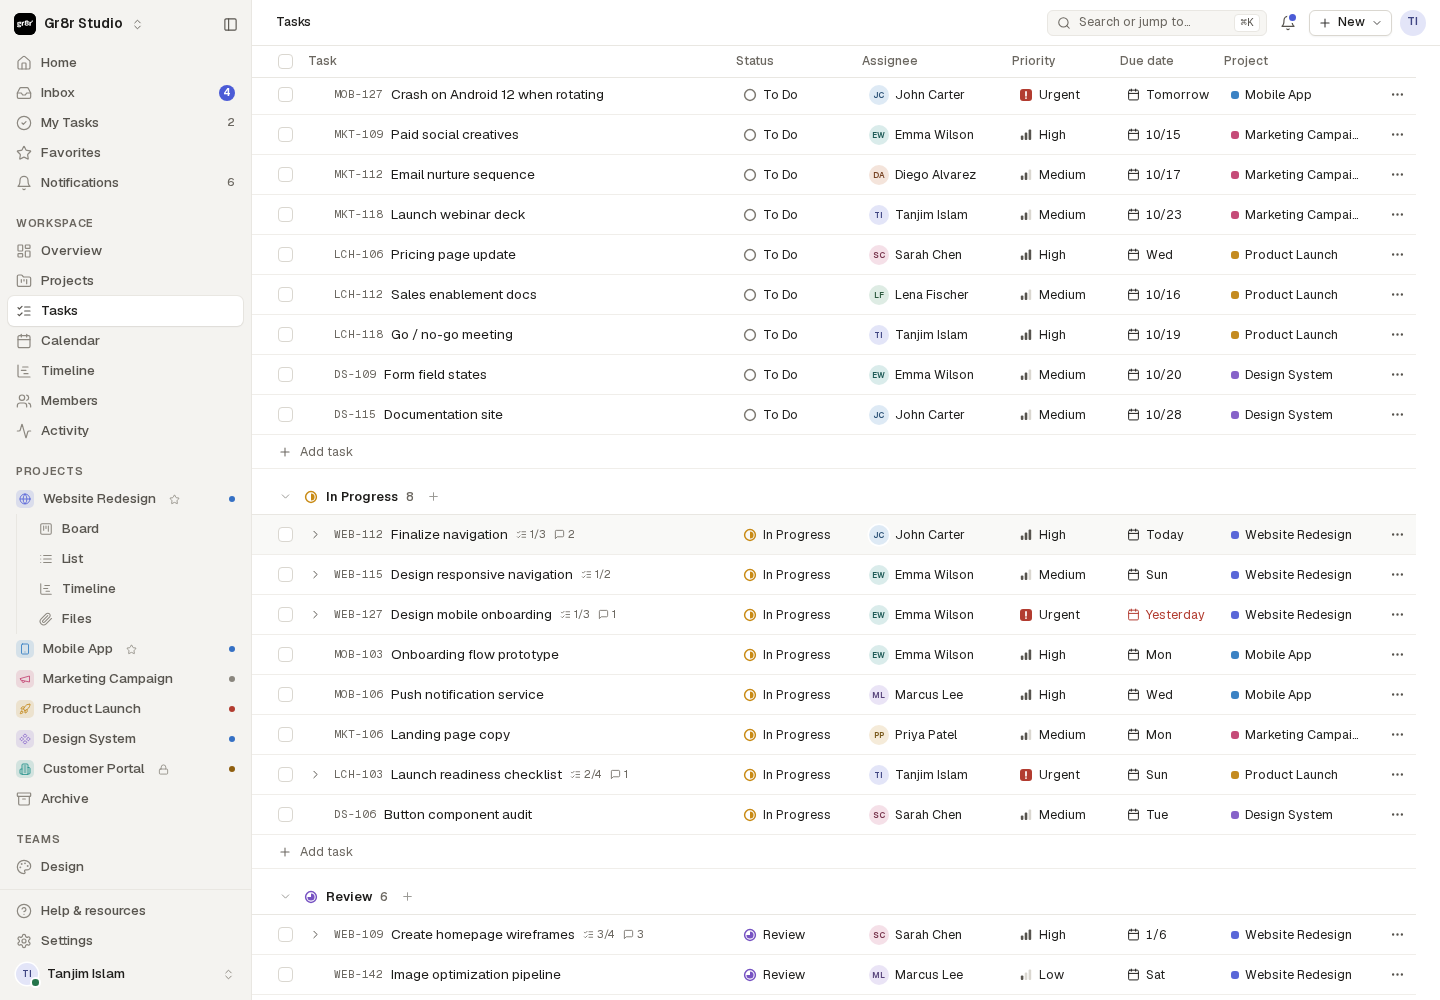 gr8r Gr8r Studio
Home
Inbox 4
My Tasks 2
Favorites
Notifications 6
WORKSPACE
Overview
Projects
Tasks
Calendar
Timeline
Members
Activity
PROJECTS
Website Redesign
Board
List
Timeline
Files
Mobile App
Marketing Campaign
Product Launch
Design System
Customer Portal
Archive
TEAMS
Design
Help & resources
Settings
TI Tanjim Islam
Tasks Search or jump to... ⌘K New TI
Task Status Assignee Priority Due date Project
MOB-127 Crash on Android 12 when rotating To Do JC John Carter Urgent Tomorrow Mobile App
MKT-109 Paid social creatives To Do EW Emma Wilson High 10/15 Marketing Campai...
MKT-112 Email nurture sequence To Do DA Diego Alvarez Medium 10/17 Marketing Campai...
MKT-118 Launch webinar deck To Do TI Tanjim Islam Medium 10/23 Marketing Campai...
LCH-106 Pricing page update To Do SC Sarah Chen High Wed Product Launch
LCH-112 Sales enablement docs To Do LF Lena Fischer Medium 10/16 Product Launch
LCH-118 Go / no-go meeting To Do TI Tanjim Islam High 10/19 Product Launch
DS-109 Form field states To Do EW Emma Wilson Medium 10/20 Design System
DS-115 Documentation site To Do JC John Carter Medium 10/28 Design System
Add task
In Progress 8
WEB-112 Finalize navigation 1/3 2 In Progress JC John Carter High Today Website Redesign
WEB-115 Design responsive navigation 1/2 In Progress EW Emma Wilson Medium Sun Website Redesign
WEB-127 Design mobile onboarding 1/3 1 In Progress EW Emma Wilson Urgent Yesterday Website Redesign
MOB-103 Onboarding flow prototype In Progress EW Emma Wilson High Mon Mobile App
MOB-106 Push notification service In Progress ML Marcus Lee High Wed Mobile App
MKT-106 Landing page copy In Progress PP Priya Patel Medium Mon Marketing Campai...
LCH-103 Launch readiness checklist 2/4 1 In Progress TI Tanjim Islam Urgent Sun Product Launch
DS-106 Button component audit In Progress SC Sarah Chen Medium Tue Design System
Add task
Review 6
WEB-109 Create homepage wireframes 3/4 3 Review SC Sarah Chen High 1/6 Website Redesign
WEB-142 Image optimization pipeline Review ML Marcus Lee Low Sat Website Redesign